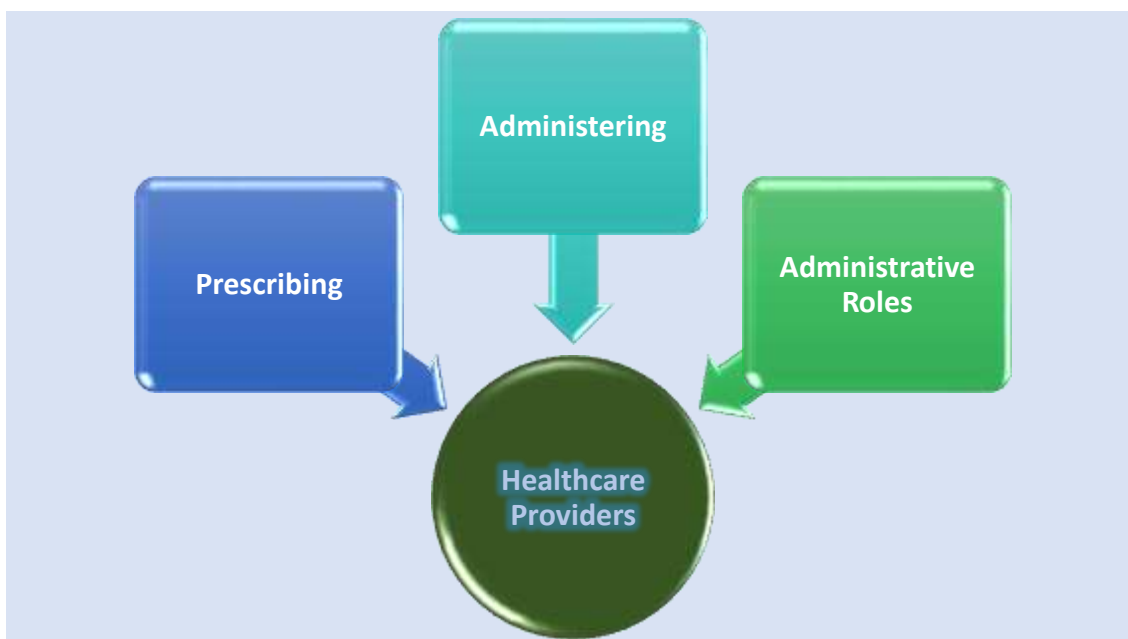 Administering
Prescribing
Administrative
Roles
Healthcare
Providers